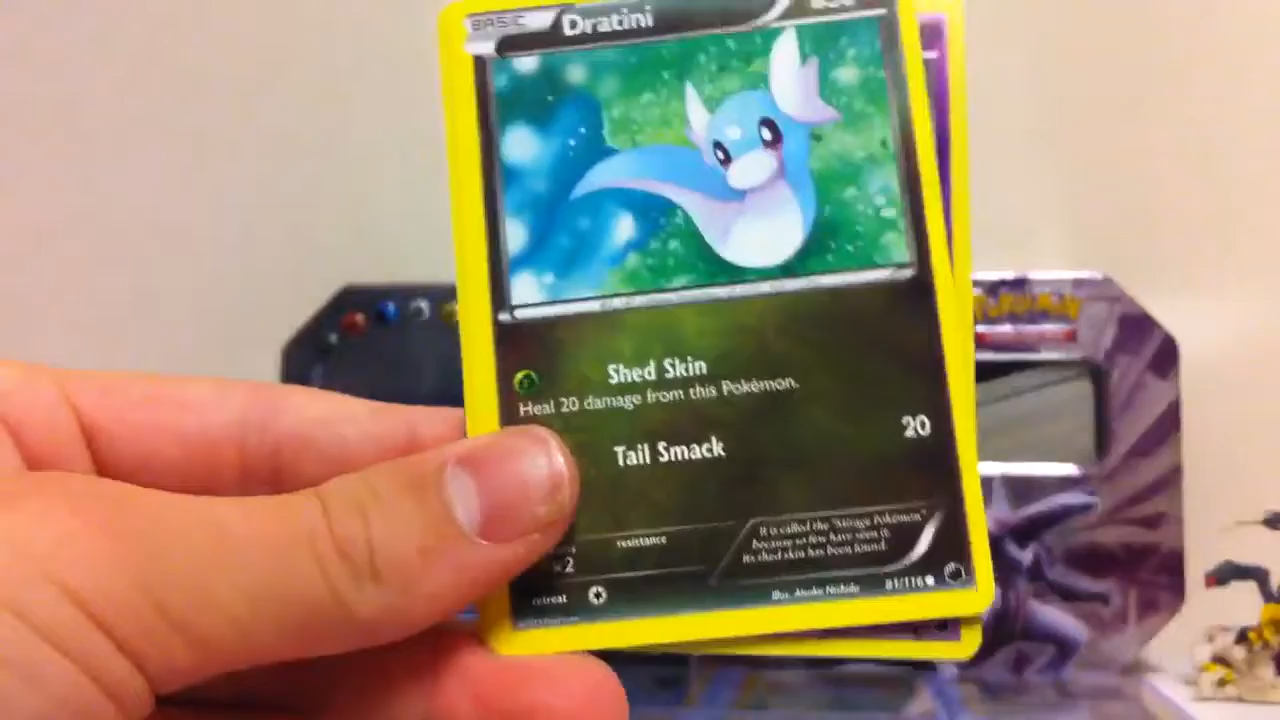 BASIC Dratini
Shed Skin
Heal 20 damage from this Pokémon.
Tail Smack 20
×2
resistance
It is called the "Mirage Pokémon"
because so few have seen it.
Its shed skin has been found.
retreat
Illus. Atsuko Nishida
81/116
POKéMON